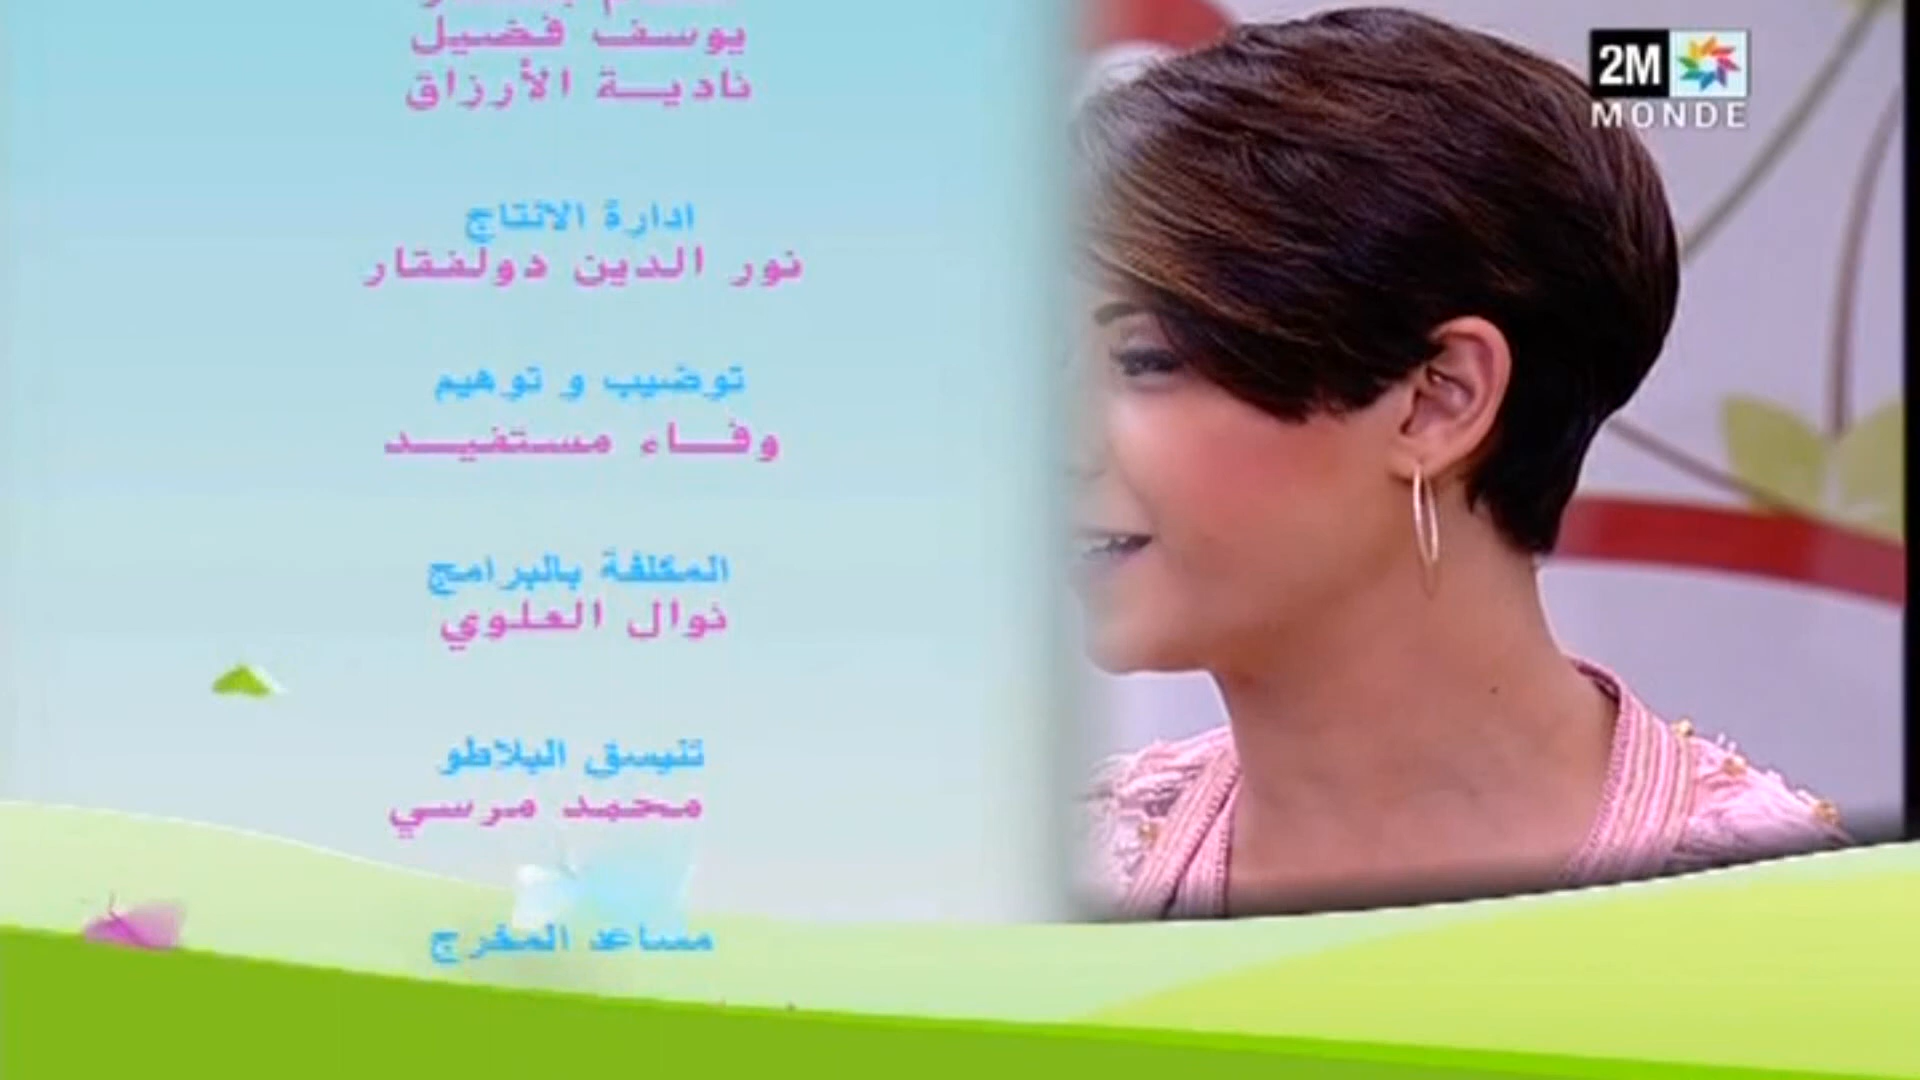 يوسف فضيل
نادية الأرزاق
ادارة الانتاج
نور الدين دولفقار
توضيب و توهيم
وفاء مستفيد
المكلفة بالبرامج
نوال العلوي
تنيسق البلاطو
محمد مرسي
مساعد المخرج
2M
MONDE